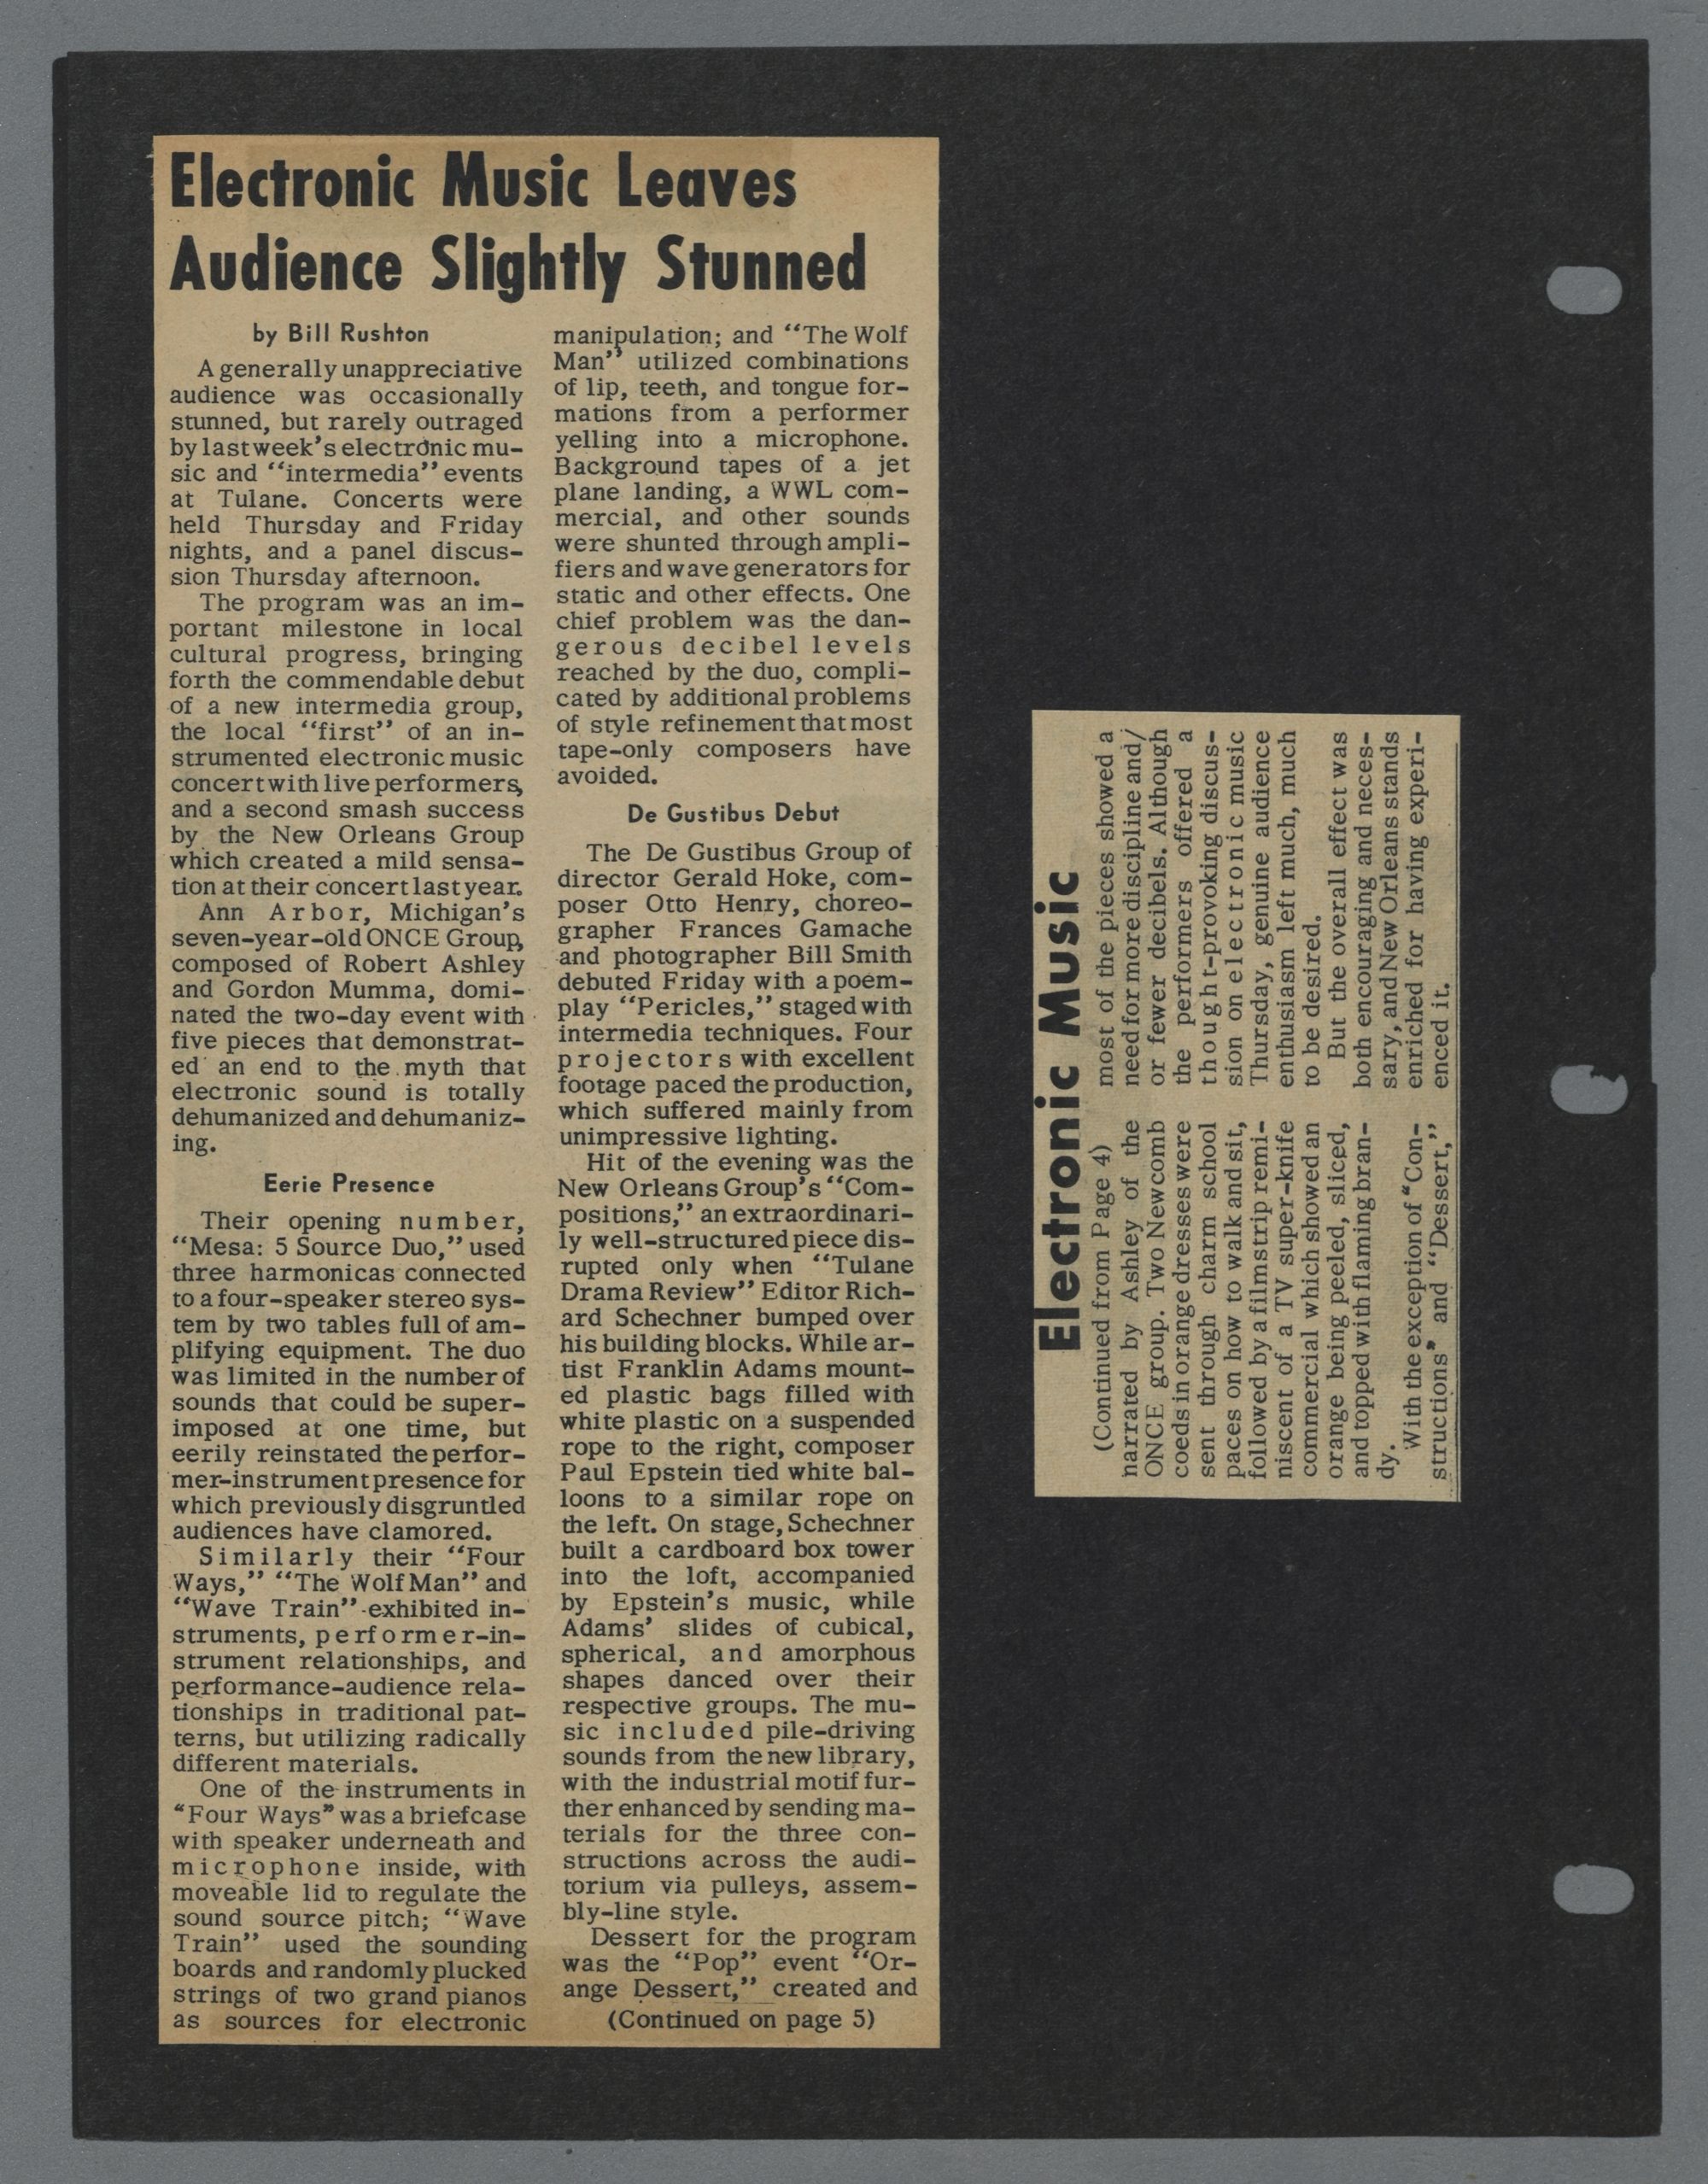 Electronic Music Leaves
Audience Slightly Stunned
by Bill Rushton
A generally unappreciative
audience was occasionally
stunned, but rarely outraged
by last week's electronic mu-
sic and "intermedia" events
at Tulane. Concerts were
held Thursday and Friday
nights, and a panel discus-
sion Thursday afternoon.
The program was an im-
portant milestone in local
cultural progress, bringing
forth the commendable debut
of a new intermedia group,
the local "first" of an in-
strumented electronic music
concert with live performers,
and a second smash success
by the New Orleans Group
which created a mild sensa-
tion at their concert last year.
Ann Arbor, Michigan's
seven-year-old ONCE Group,
composed of Robert Ashley
and Gordon Mumma, domi-
nated the two-day event with
five pieces that demonstrat-
ed an end to the myth that
electronic sound is totally
dehumanized and dehumaniz-
ing.
Eerie Presence
Their opening number,
"Mesa: 5 Source Duo," used
three harmonicas connected
to a four-speaker stereo sys-
tem by two tables full of am-
plifying equipment. The duo
was limited in the number of
sounds that could be super-
imposed at one time, but
eerily reinstated the perfor-
mer-instrument presence for
which previously disgruntled
audiences have clamored.
Similarly their "Four
Ways," "The Wolf Man" and
"Wave Train" exhibited in-
struments, performer-in-
strument relationships, and
performance-audience rela-
tionships in traditional pat-
terns, but utilizing radically
different materials.
One of the instruments in
"Four Ways" was a briefcase
with speaker underneath and
microphone inside, with
moveable lid to regulate the
sound source pitch; "Wave
Train" used the sounding
boards and randomly plucked
strings of two grand pianos
as sources for electronic
manipulation; and "The Wolf
Man" utilized combinations
of lip, teeth, and tongue for-
mations from a performer
yelling into a microphone.
Background tapes of a jet
plane landing, a WWL com-
mercial, and other sounds
were shunted through ampli-
fiers and wave generators for
static and other effects. One
chief problem was the dan-
gerous decibel levels
reached by the duo, compli-
cated by additional problems
of style refinement that most
tape-only composers have
avoided.
De Gustibus Debut
The De Gustibus Group of
director Gerald Hoke, com-
poser Otto Henry, choreo-
grapher Frances Gamache
and photographer Bill Smith
debuted Friday with a poem-
play "Pericles," staged with
intermedia techniques. Four
projectors with excellent
footage paced the production,
which suffered mainly from
unimpressive lighting.
Hit of the evening was the
New Orleans Group's "Com-
positions," an extraordinari-
ly well-structured piece dis-
rupted only when "Tulane
Drama Review" Editor Rich-
ard Schechner bumped over
his building blocks. While ar-
tist Franklin Adams mount-
ed plastic bags filled with
white plastic on a suspended
rope to the right, composer
Paul Epstein tied white bal-
loons to a similar rope on
the left. On stage, Schechner
built a cardboard box tower
into the loft, accompanied
by Epstein's music, while
Adams' slides of cubical,
spherical, and amorphous
shapes danced over their
respective groups. The mu-
sic included pile-driving
sounds from the new library,
with the industrial motif fur-
ther enhanced by sending ma-
terials for the three con-
structions across the audi-
torium via pulleys, assem-
bly-line style.
Dessert for the program
was the "Pop" event "Or-
ange Dessert," created and
(Continued on page 5)
Electronic Music
(Continued from Page 4)
narrated by Ashley of the
ONCE group. Two Newcomb
coeds in orange dresses were
sent through charm school
paces on how to walk and sit,
followed by a filmstrip remi-
niscent of a TV super-knife
commercial which showed an
orange being peeled, sliced,
and topped with flaming bran-
dy.
With the exception of "Con-
structions" and "Dessert,"
most of the pieces showed a
need for more discipline and/
or fewer decibels. Although
the performers offered a
thought-provoking discus-
sion on electronic music
Thursday, genuine audience
enthusiasm left much, much
to be desired.
But the overall effect was
both encouraging and neces-
sary, and New Orleans stands
enriched for having experi-
enced it.